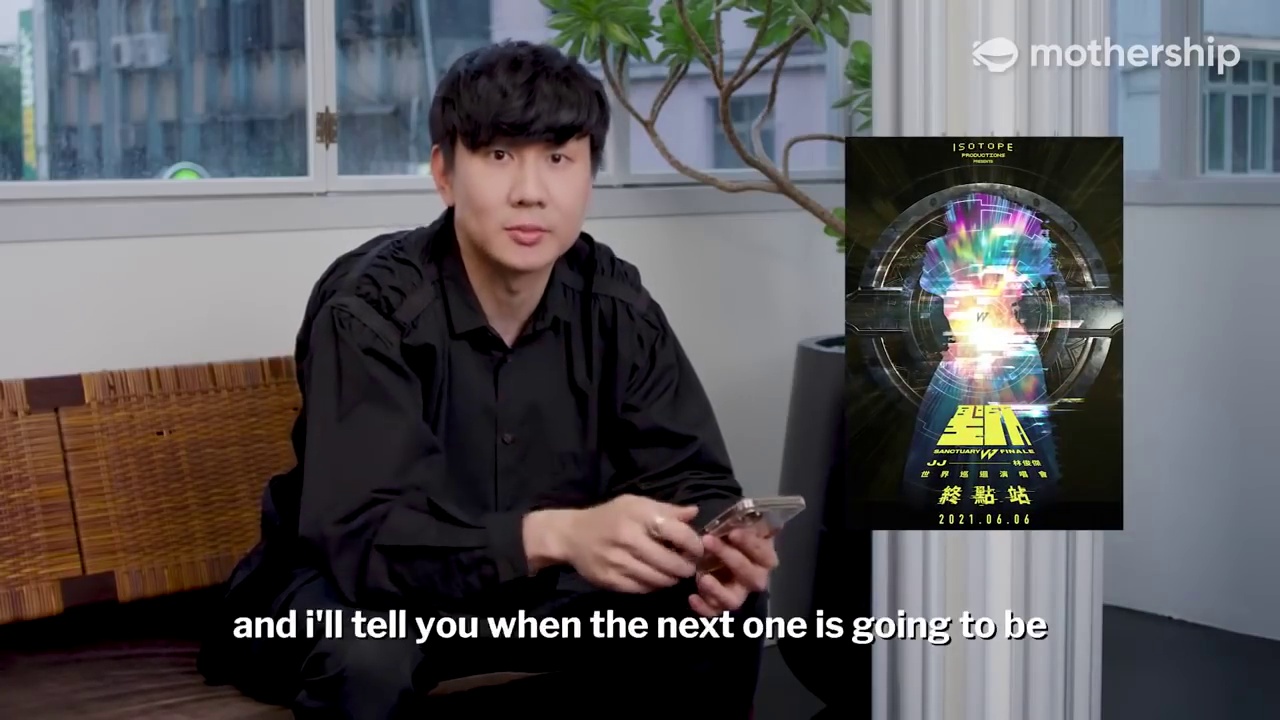 mothership
ISOTOPE
PRODUCTIONS
PRESENTS
聖所
SANCTUARY FINALE
JJ 林俊傑
世界巡迴演唱會
終點站
2021.06.06
and i'll tell you when the next one is going to be